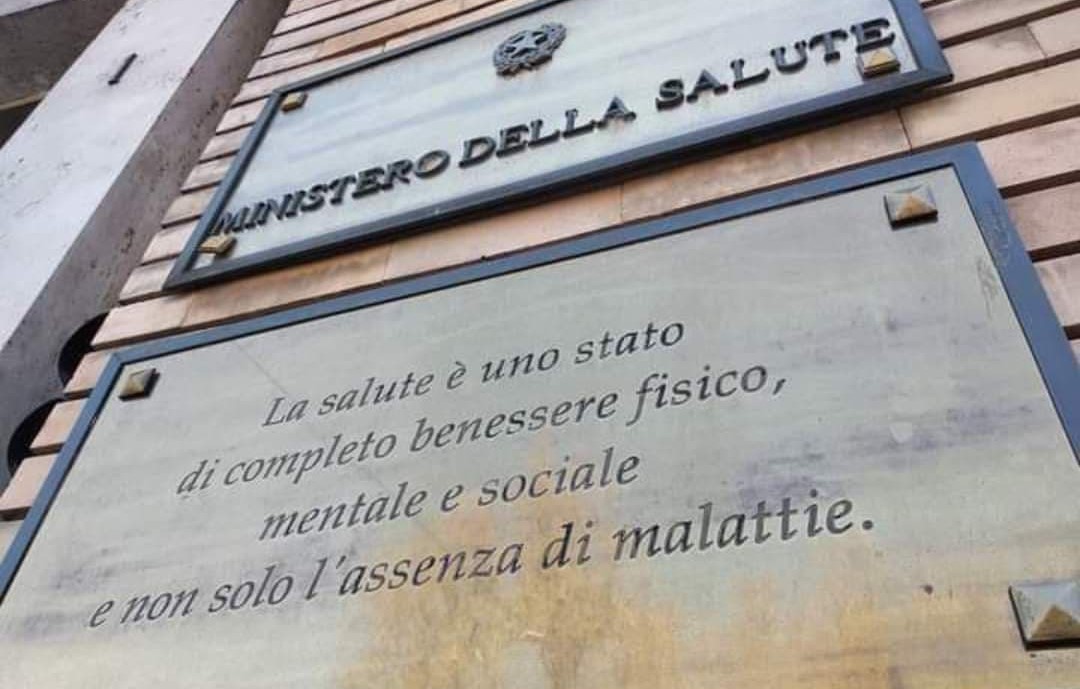 MINISTERO DELLA SALUTE
La salute è uno stato
di completo benessere fisico,
mentale e sociale
e non solo l'assenza di malattie.